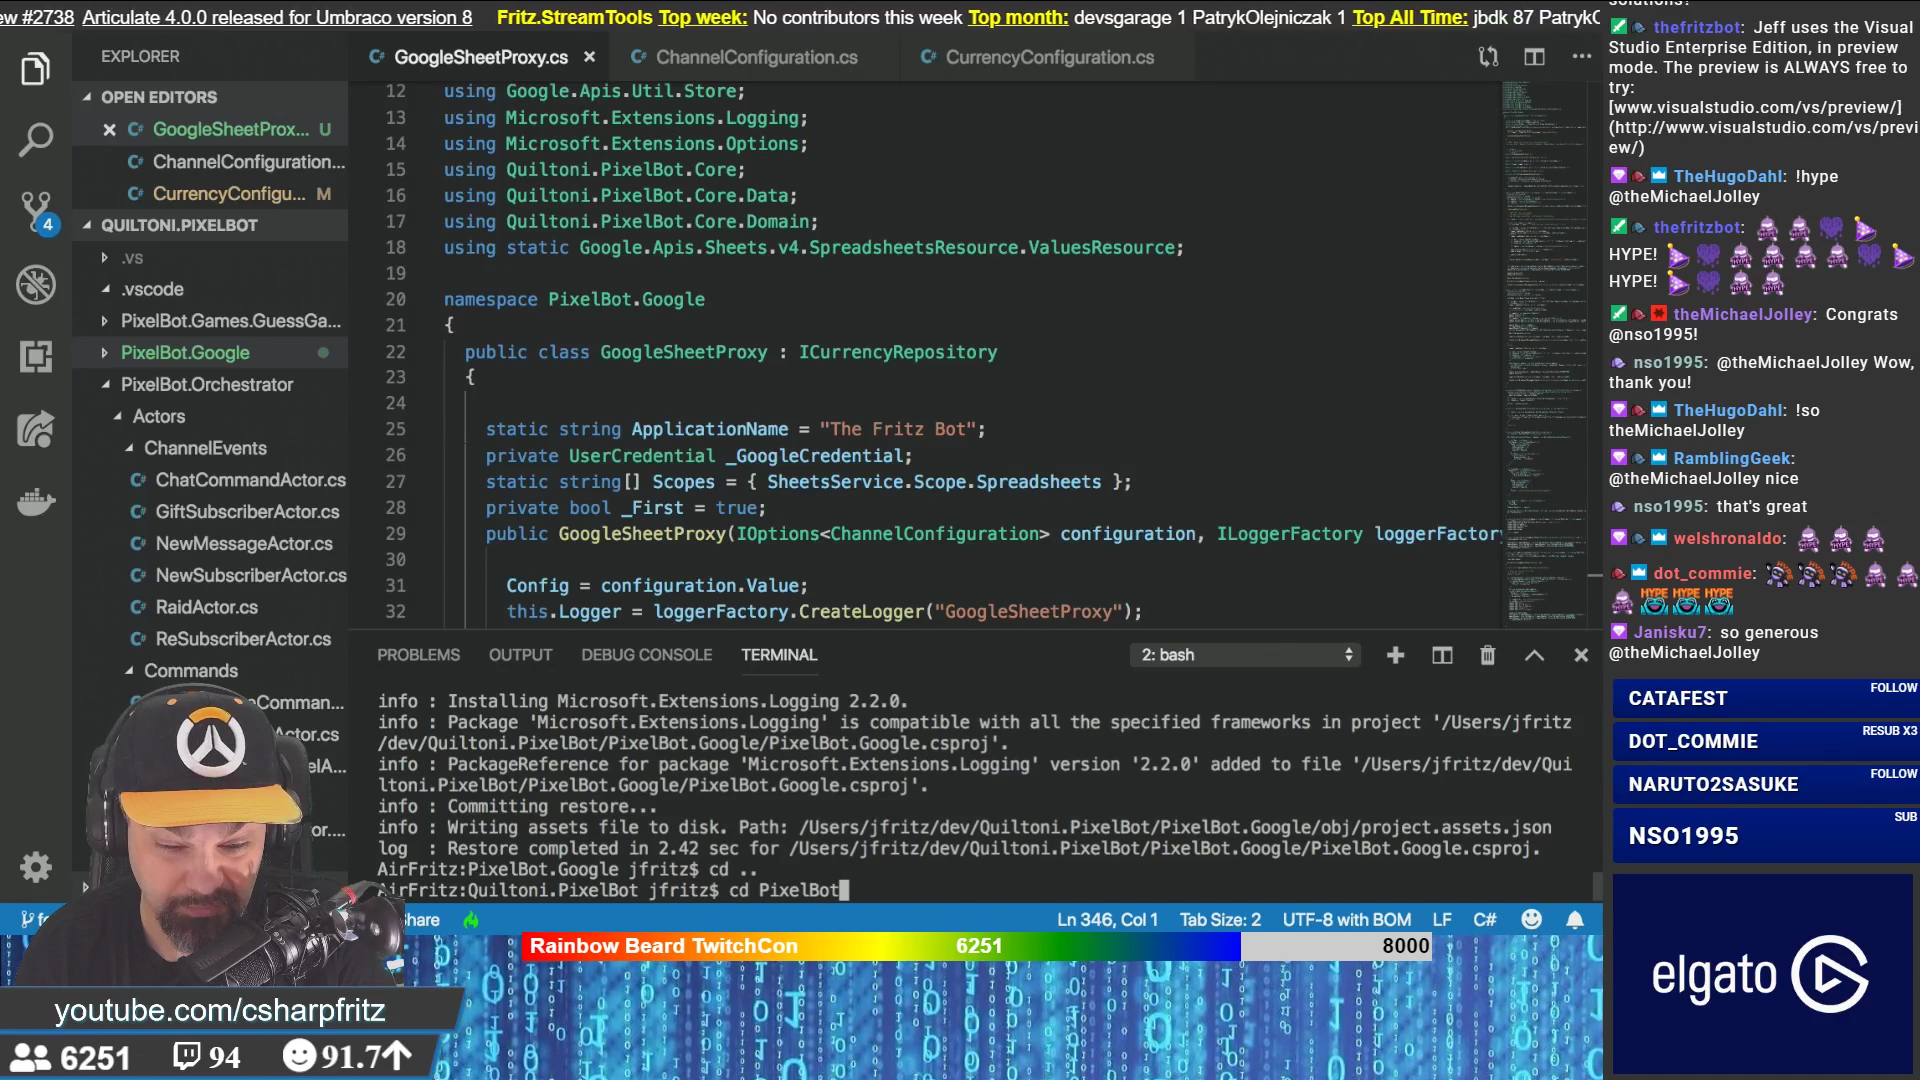 ew #2738 Articulate 4.0.0 released for Umbraco version 8 Fritz.StreamTools Top week: No contributors this week Top month: devsgarage 1 PatrykOlejniczak 1 Top All Time: jbdk 87 PatrykO
EXPLORER
OPEN EDITORS
GoogleSheetProx... U
ChannelConfiguration...
CurrencyConfigu... M
QUILTONI.PIXELBOT
.vs
.vscode
PixelBot.Games.GuessGa...
PixelBot.Google
PixelBot.Orchestrator
Actors
ChannelEvents
ChatCommandActor.cs
GiftSubscriberActor.cs
NewMessageActor.cs
NewSubscriberActor.cs
RaidActor.cs
ReSubscriberActor.cs
Commands
eComman...
ctor.cs
elA...
or...
4
GoogleSheetProxy.cs
ChannelConfiguration.cs
CurrencyConfiguration.cs
12 using Google.Apis.Util.Store;
13 using Microsoft.Extensions.Logging;
14 using Microsoft.Extensions.Options;
15 using Quiltoni.PixelBot.Core;
16 using Quiltoni.PixelBot.Core.Data;
17 using Quiltoni.PixelBot.Core.Domain;
18 using static Google.Apis.Sheets.v4.SpreadsheetsResource.ValuesResource;
19
20 namespace PixelBot.Google
21 {
22 public class GoogleSheetProxy : ICurrencyRepository
23 {
24
25 static string ApplicationName = "The Fritz Bot";
26 private UserCredential _GoogleCredential;
27 static string[] Scopes = { SheetsService.Scope.Spreadsheets };
28 private bool _First = true;
29 public GoogleSheetProxy(IOptions<ChannelConfiguration> configuration, ILoggerFactory loggerFactory
30
31 Config = configuration.Value;
32 this.Logger = loggerFactory.CreateLogger("GoogleSheetProxy");
PROBLEMS OUTPUT DEBUG CONSOLE TERMINAL 2: bash
info : Installing Microsoft.Extensions.Logging 2.2.0.
info : Package 'Microsoft.Extensions.Logging' is compatible with all the specified frameworks in project '/Users/jfritz
/dev/Quiltoni.PixelBot/PixelBot.Google/PixelBot.Google.csproj'.
info : PackageReference for package 'Microsoft.Extensions.Logging' version '2.2.0' added to file '/Users/jfritz/dev/Qui
ltoni.PixelBot/PixelBot.Google/PixelBot.Google.csproj'.
info : Committing restore...
info : Writing assets file to disk. Path: /Users/jfritz/dev/Quiltoni.PixelBot/PixelBot.Google/obj/project.assets.json
log : Restore completed in 2.42 sec for /Users/jfritz/dev/Quiltoni.PixelBot/PixelBot.Google/PixelBot.Google.csproj.
AirFritz:PixelBot.Google jfritz$ cd ..
AirFritz:Quiltoni.PixelBot jfritz$ cd PixelBot
Share Ln 346, Col 1 Tab Size: 2 UTF-8 with BOM LF C#
Rainbow Beard TwitchCon 6251 8000
youtube.com/csharpfritz
6251 94 91.7
solutions!
thefritzbot: Jeff uses the Visual
Studio Enterprise Edition, in preview
mode. The preview is ALWAYS free to
try:
[www.visualstudio.com/vs/preview/]
(http://www.visualstudio.com/vs/previ
ew/)
TheHugoDahl: !hype
@theMichaelJolley
thefritzbot:
HYPE!
HYPE!
theMichaelJolley: Congrats
@nso1995!
nso1995: @theMichaelJolley Wow,
thank you!
TheHugoDahl: !so
theMichaelJolley
RamblingGeek:
@theMichaelJolley nice
nso1995: that's great
welshronaldo:
dot_commie:
HYPE HYPE HYPE
Janisku7: so generous
@theMichaelJolley
CATAFEST FOLLOW
DOT_COMMIE RESUB X3
NARUTO2SASUKE FOLLOW
NSO1995 SUB
elgato